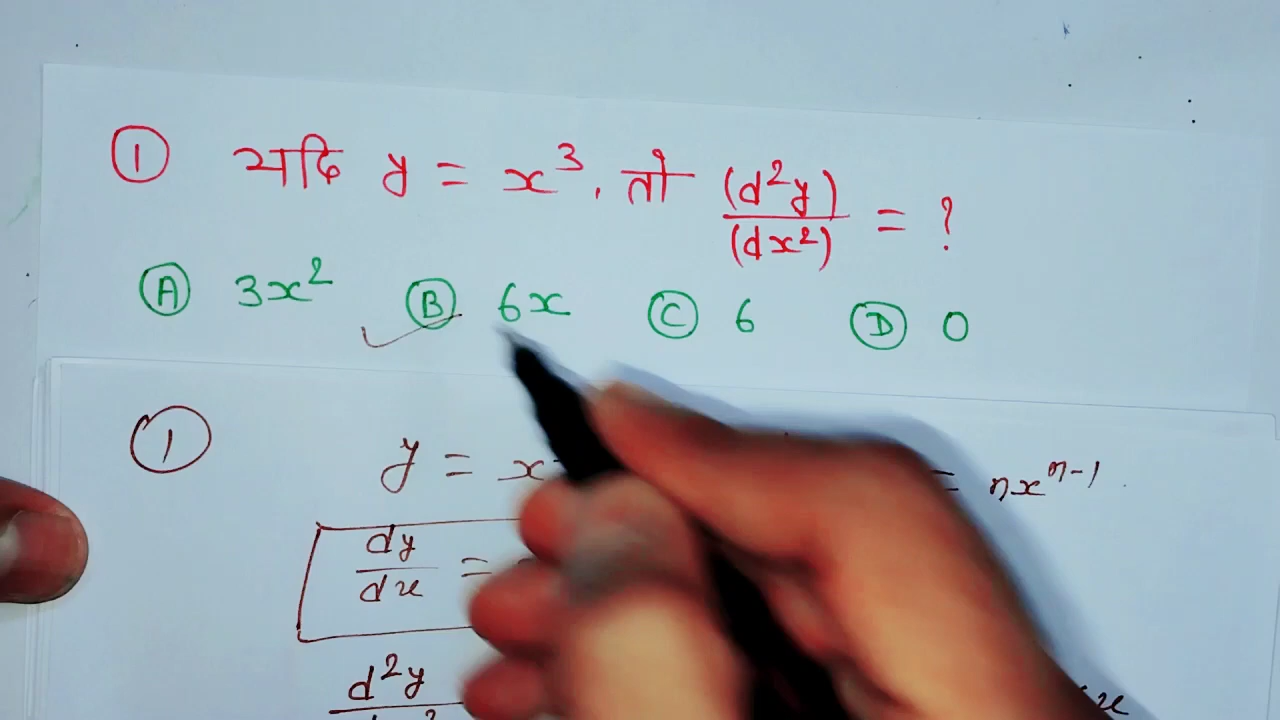 ① यदि y = x³, तो (d²y)/(dx²) = ?
Ⓐ 3x² Ⓑ 6x Ⓒ 6 Ⓓ 0
① y = x = nxⁿ⁻¹
dy/dx =
d²y